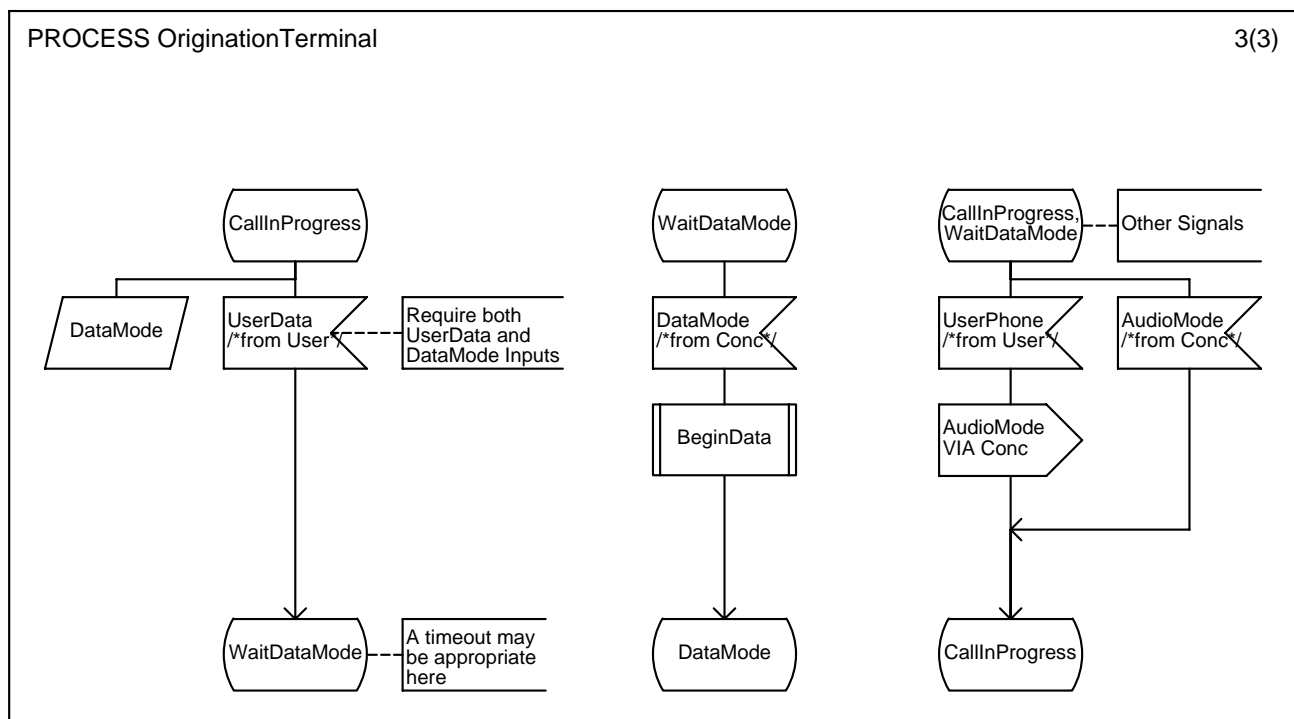 PROCESS OriginationTerminal
3(3)
CallInProgress
DataMode
UserData
/*from User*/
Require both
UserData and
DataMode Inputs
WaitDataMode
A timeout may
be appropriate
here
WaitDataMode
DataMode
/*from Conc*/
BeginData
DataMode
CallInProgress,
WaitDataMode
Other Signals
UserPhone
/*from User*/
AudioMode
/*from Conc*/
AudioMode
VIA Conc
CallInProgress